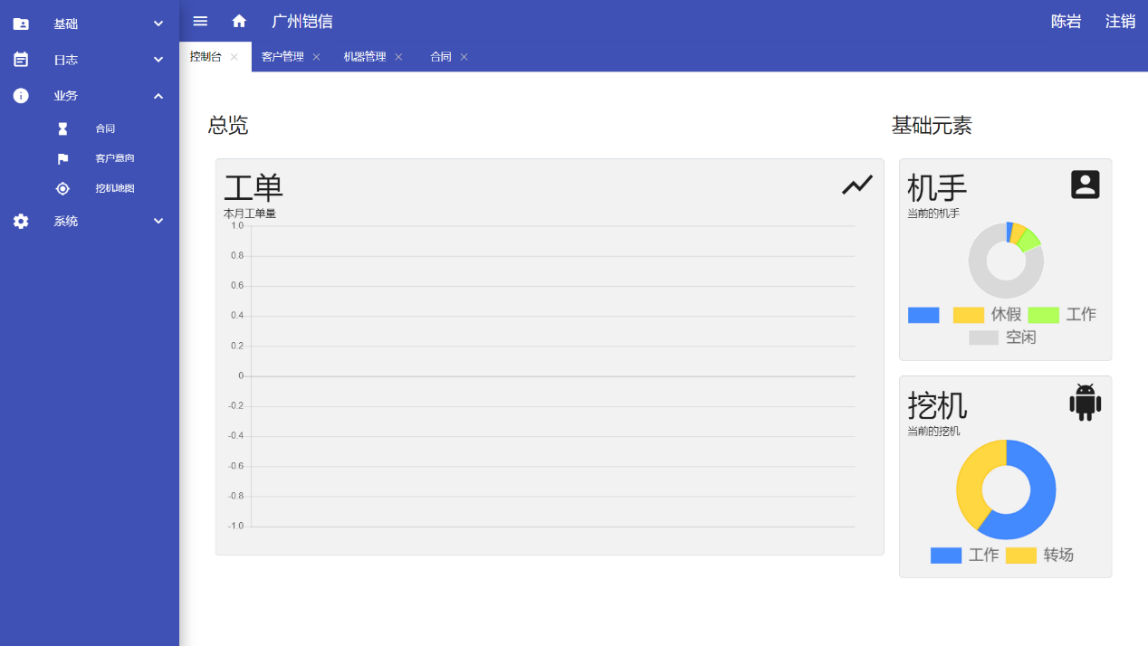 基础
日志
业务
合同
客户意向
挖机地图
系统
广州铠信
陈岩 注销
控制台 × 客户管理 × 机器管理 × 合同 ×
总览
工单
本月工单量
1.0
0.8
0.6
0.4
0.2
0
-0.2
-0.4
-0.6
-0.8
-1.0
基础元素
机手
当前的机手
休假 工作
空闲
挖机
当前的挖机
工作 转场